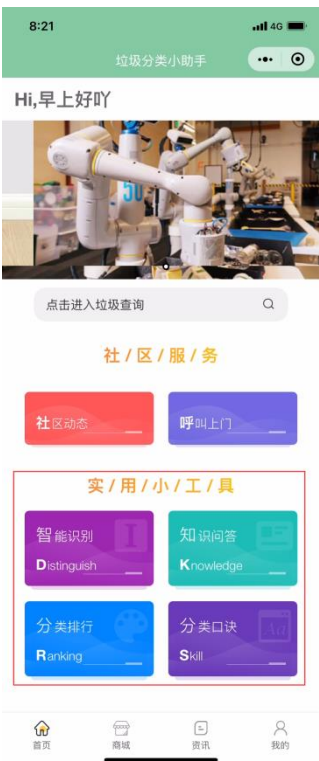 8:21
4G
垃圾分类小助手
Hi,早上好吖
50
点击进入垃圾查询
社/区/服/务
社区动态
呼叫上门
实/用/小/工/具
智能识别
Distinguish
知识问答
Knowledge
分类排行
Ranking
分类口诀
Aa
Skill
首页
商城
资讯
我的